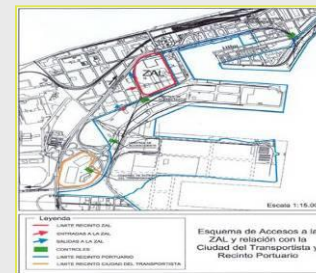 ZAL
Escala 1:15.00
Leyenda
LIMITE RECINTO ZAL
ENTRADAS A LA ZAL
SALIDAS A LA ZAL
CONTROLES
LIMITE RECINTO PORTUARIO
LIMITE RECINTO CIUDAD DEL TRANSPORTISTA
Esquema de Accesos a la
ZAL y relación con la
Ciudad del Transportista y
Recinto Portuario